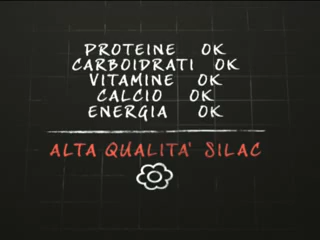 PROTEINE OK
CARBOIDRATI OK
VITAMINE OK
CALCIO OK
ENERGIA OK
ALTA QUALITA' SILAC